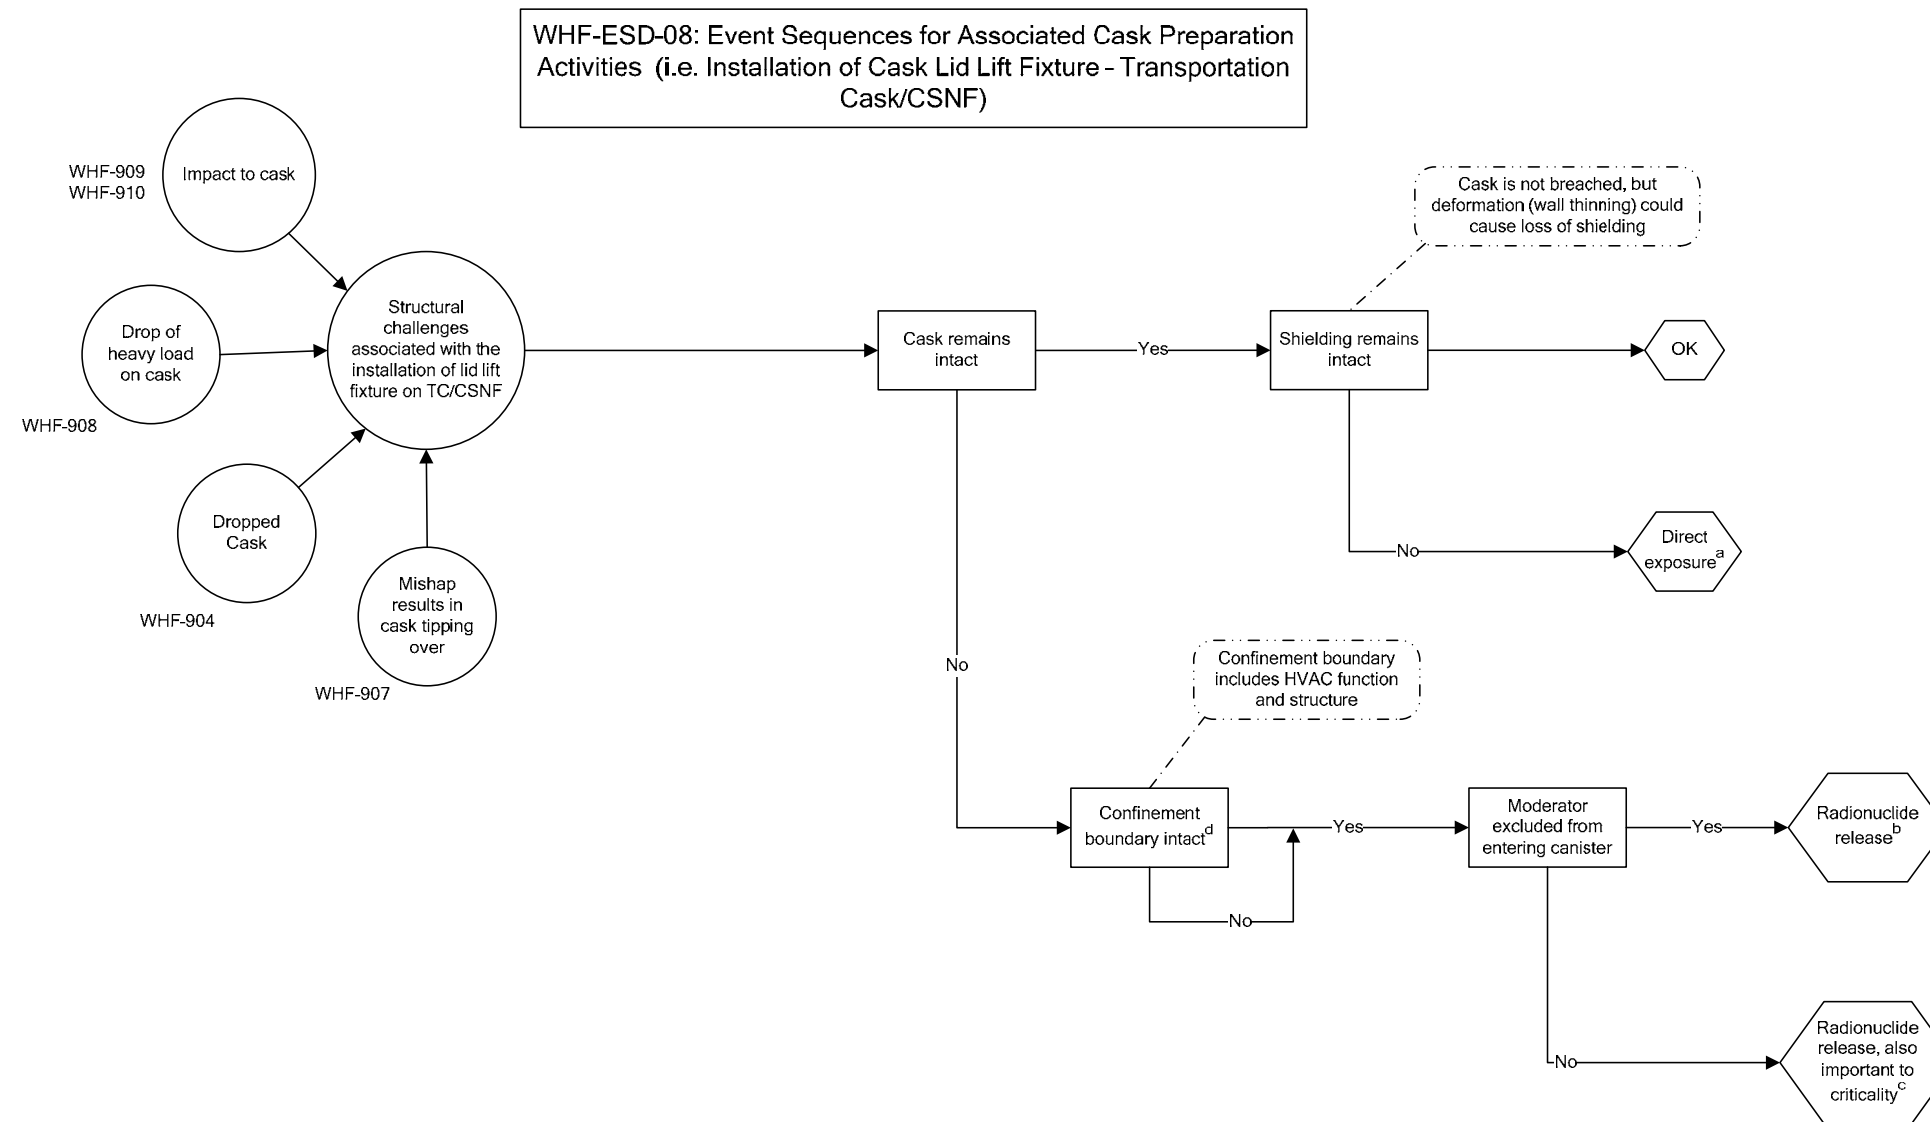 WHF-ESD-08: Event Sequences for Associated Cask Preparation
Activities (i.e. Installation of Cask Lid Lift Fixture - Transportation
Cask/CSNF)
WHF-909
WHF-910
Impact to cask
Drop of
heavy load
on cask
WHF-908
Dropped
Cask
WHF-904
Mishap
results in
cask tipping
over
WHF-907
Structural
challenges
associated with the
installation of lid lift
fixture on TC/CSNF
Cask remains
intact
Yes
Cask is not breached, but
deformation (wall thinning) could
cause loss of shielding
Shielding remains
intact
OK
No
Direct
exposure^a
No
Confinement boundary
includes HVAC function
and structure
Confinement
boundary intact^d
Yes
No
Moderator
excluded from
entering canister
Yes
Radionuclide
release^b
No
Radionuclide
release, also
important to
criticality^c